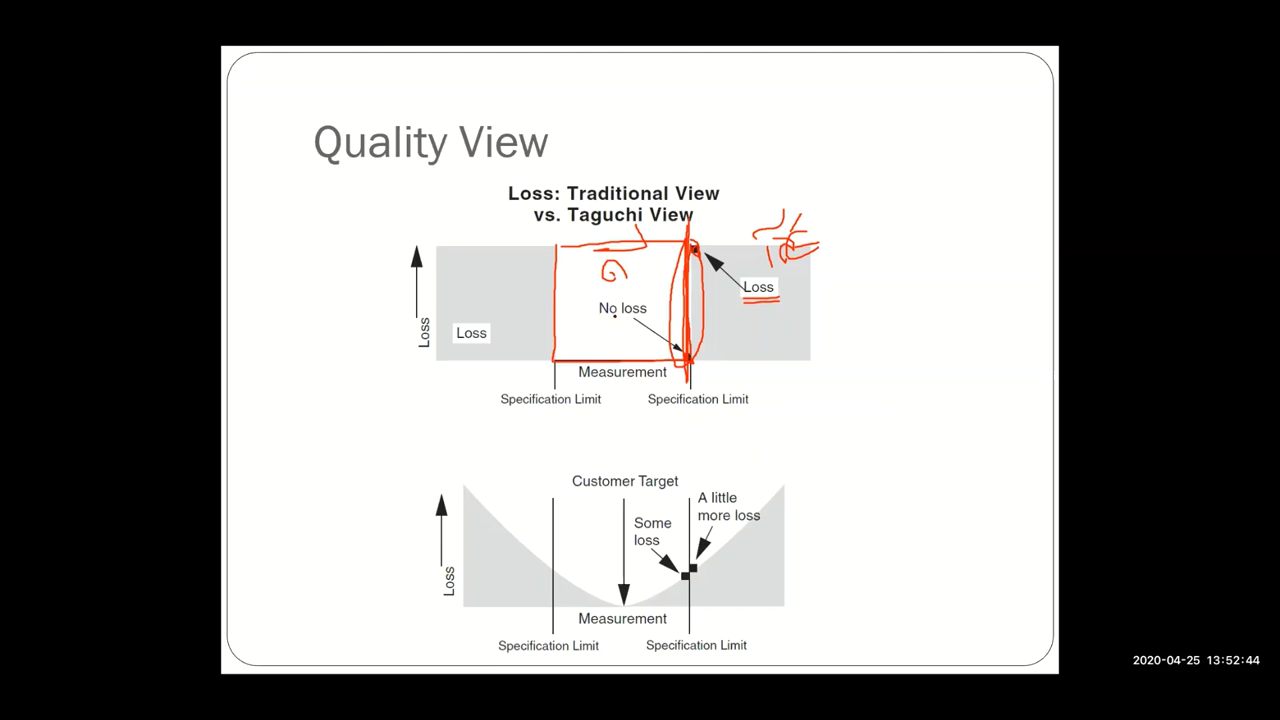 Quality View
Loss: Traditional View
vs. Taguchi View
Loss
Loss
No loss
Loss
Measurement
Specification Limit
Specification Limit
Customer Target
Some
loss
A little
more loss
Loss
Measurement
Specification Limit
Specification Limit
2020-04-25 13:52:44